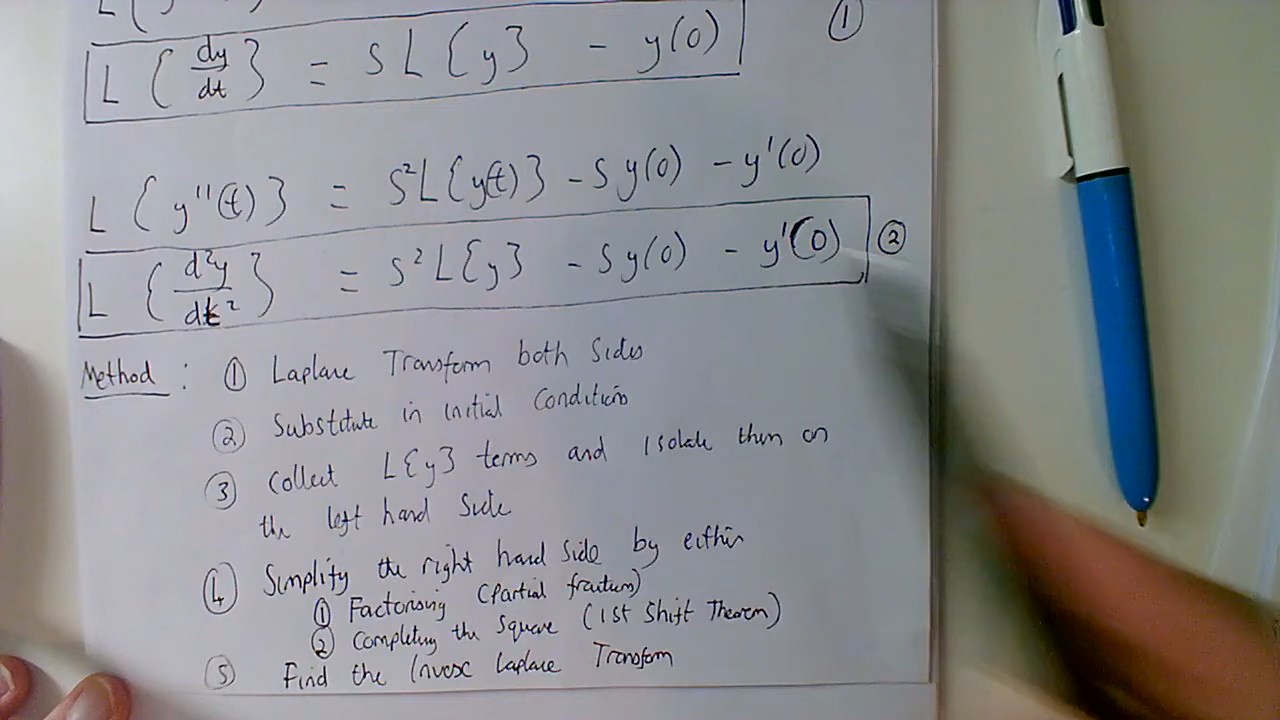 ①
L { dy/dt } = S L { y } - y(0)
L { y''(t) } = S²L{y(t)} - S y(0) - y'(0)
L { d²y/dt² } = S² L{y} - S y(0) - y'(0) ②
Method : ① Laplace Transform both Sides
② Substitute in initial Conditions
③ Collect L{y} terms and isolate them on
the left hand side
④ Simplify the right hand side by either
① Factorising (Partial fractions)
② Completing the Square (1st Shift Theorem)
⑤ Find the Inverse Laplace Transform